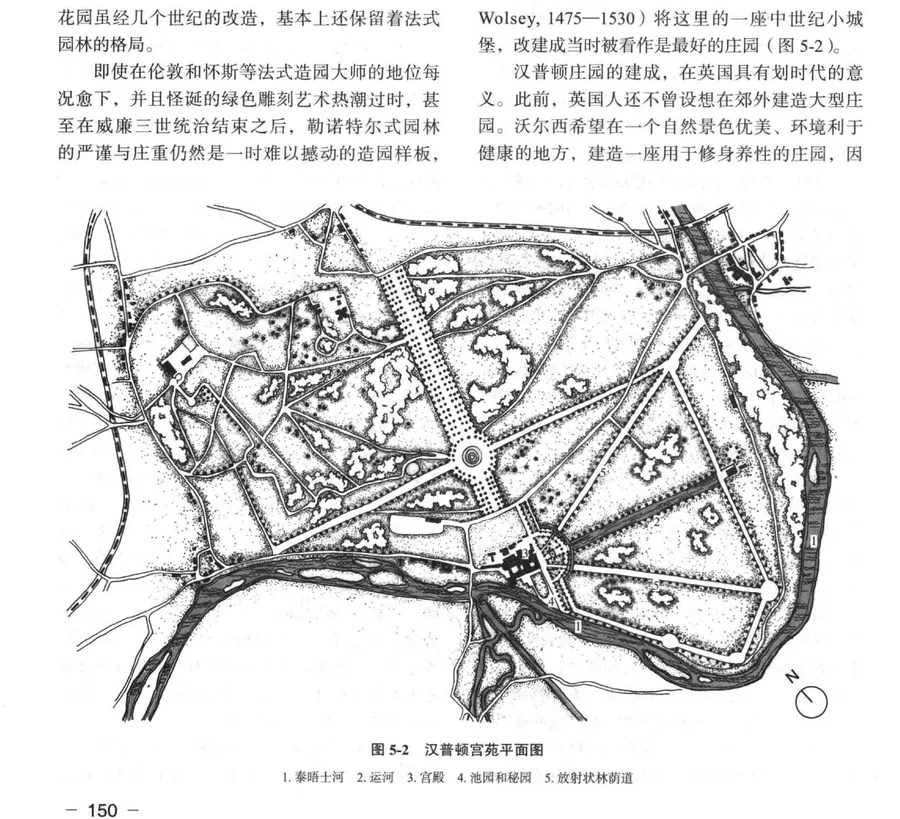 花园虽经几个世纪的改造，基本上还保留着法式
园林的格局。
即使在伦敦和怀斯等法式造园大师的地位每
况愈下，并且怪诞的绿色雕刻艺术热潮过时，甚
至在威廉三世统治结束之后，勒诺特尔式园林
的严谨与庄重仍然是一时难以撼动的造园样板，
Wolsey, 1475—1530）将这里的一座中世纪小城
堡，改建成当时被看作是最好的庄园（图 5-2）。
汉普顿庄园的建成，在英国具有划时代的意
义。此前，英国人还不曾设想在郊外建造大型庄
园。沃尔西希望在一个自然景色优美、环境利于
健康的地方，建造一座用于修身养性的庄园，因
5
2
3
1
1
N
图 5-2 汉普顿宫苑平面图
1. 泰晤士河 2. 运河 3. 宫殿 4. 池园和秘园 5. 放射状林荫道
– 150 –